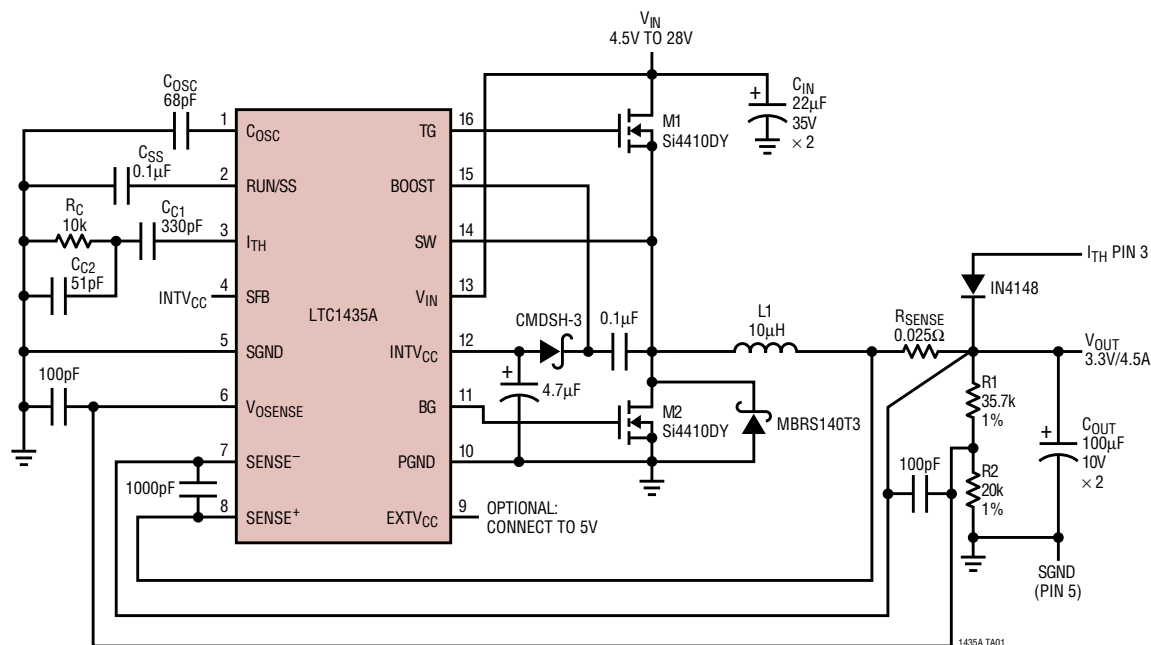 V_IN
4.5V TO 28V
C_OSC
68pF
1
C_OSC
C_SS
0.1µF
2
RUN/SS
R_C
10k
C_C1
330pF
3
I_TH
C_C2
51pF
INTV_CC
4
SFB
5
SGND
100pF
6
V_OSENSE
7
SENSE⁻
1000pF
8
SENSE⁺
LTC1435A
TG
16
BOOST
15
SW
14
V_IN
13
INTV_CC
12
BG
11
PGND
10
EXTV_CC
9
OPTIONAL:
CONNECT TO 5V
CMDSH-3
0.1µF
+
4.7µF
M1
Si4410DY
+
C_IN
22µF
35V
× 2
M2
Si4410DY
MBRS140T3
L1
10µH
R_SENSE
0.025Ω
I_TH PIN 3
IN4148
V_OUT
3.3V/4.5A
R1
35.7k
1%
100pF
R2
20k
1%
+
C_OUT
100µF
10V
× 2
SGND
(PIN 5)
1435A TA01